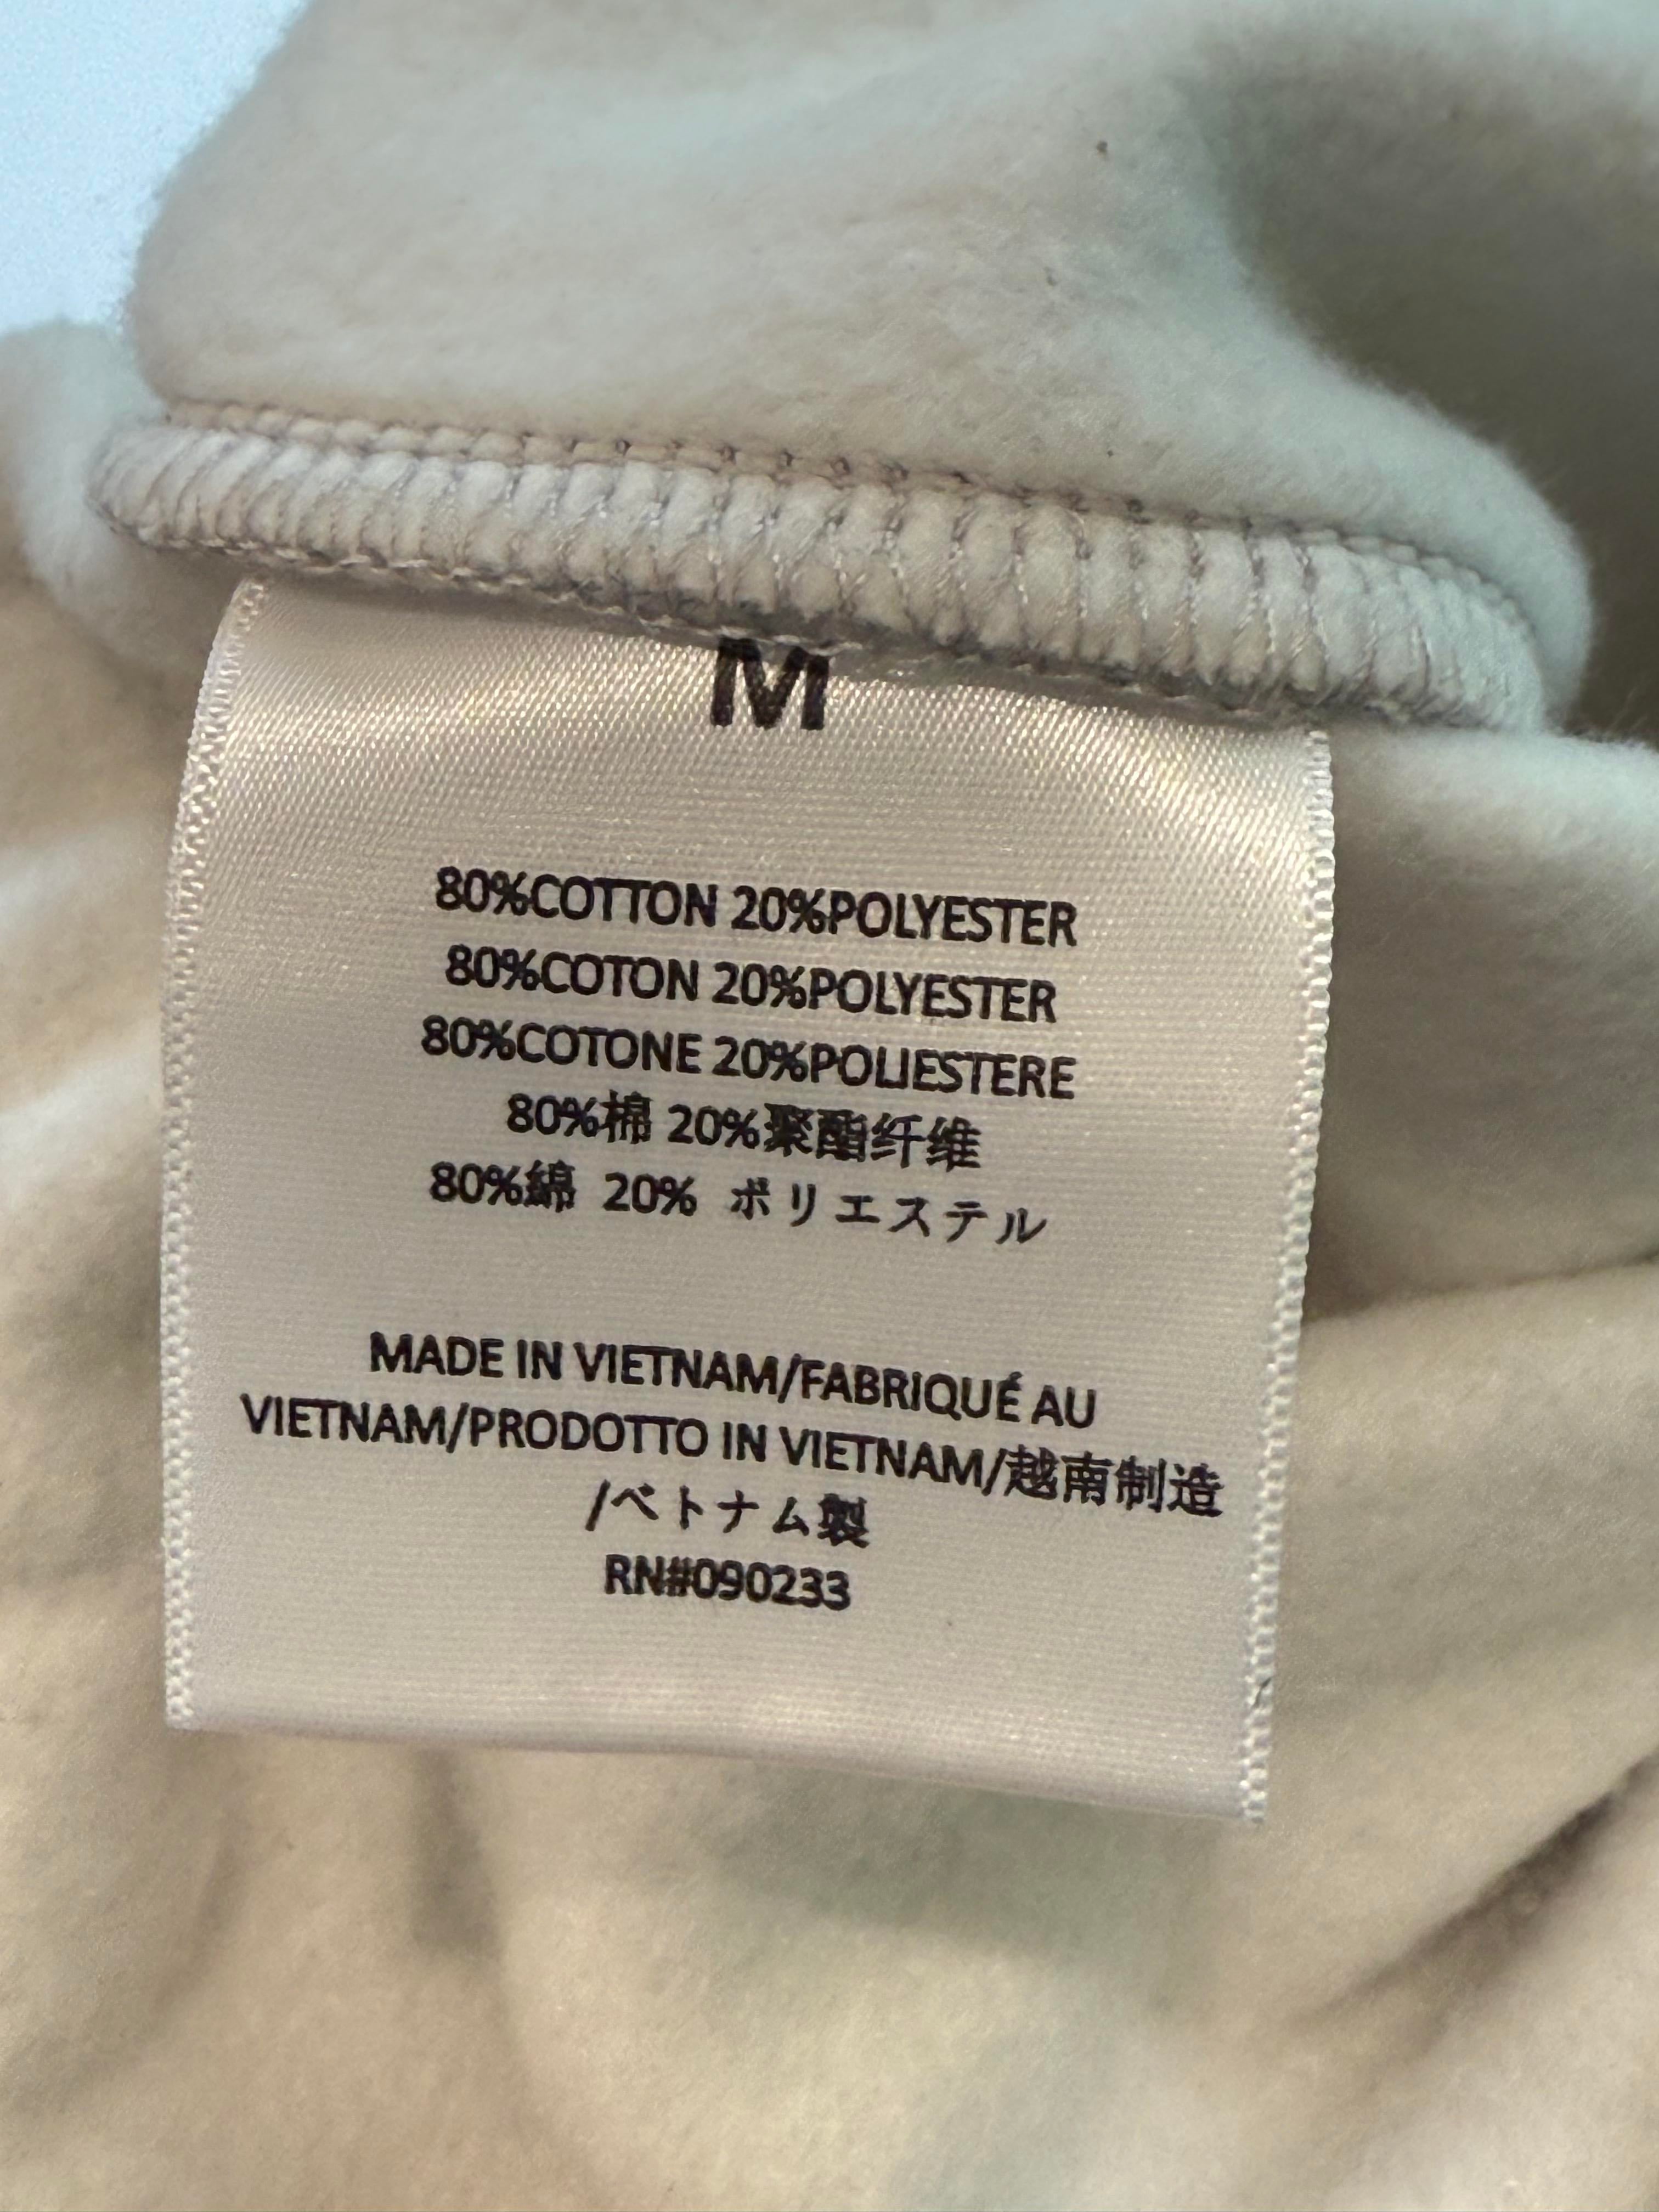 M
80%COTTON 20%POLYESTER
80%COTON 20%POLYESTER
80%COTONE 20%POLIESTERE
80%棉 20%聚酯纤维
80%綿 20% ポリエステル
MADE IN VIETNAM/FABRIQUÉ AU
VIETNAM/PRODOTTO IN VIETNAM/越南制造
/ベトナム製
RN#090233